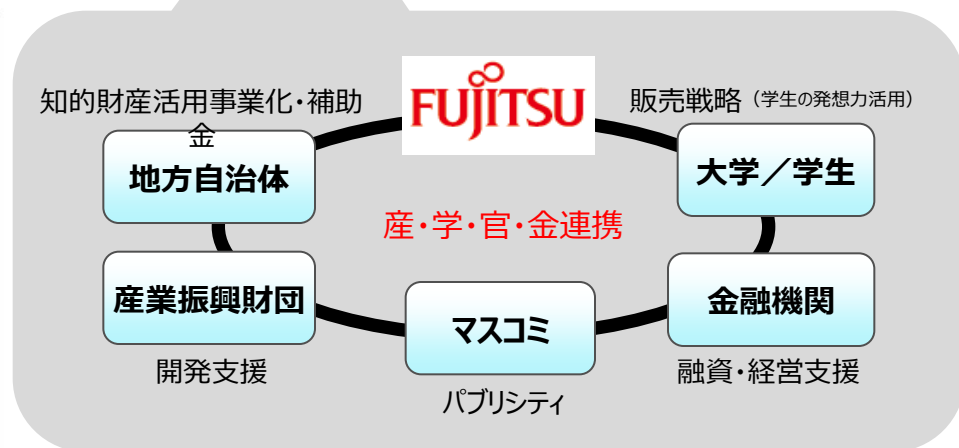 FUJITSU
知的財産活用事業化・補助
金
販売戦略（学生の発想力活用）
地方自治体
大学／学生
産・学・官・金連携
産業振興財団
マスコミ
金融機関
開発支援
パブリシティ
融資・経営支援